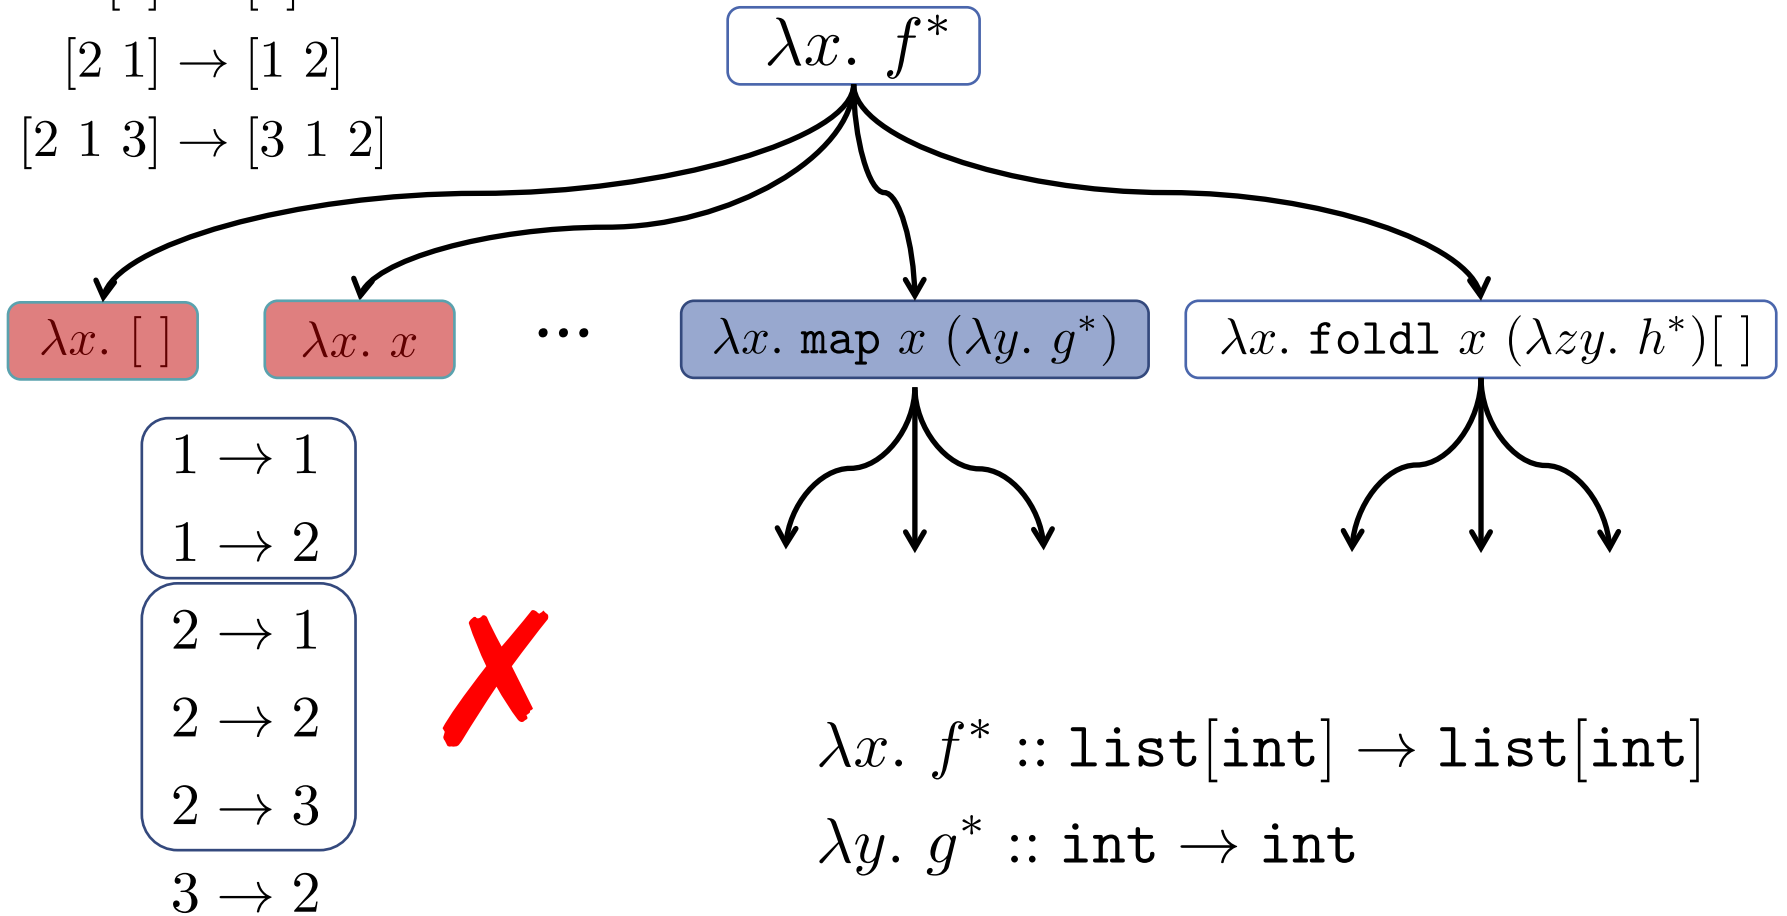 [ ] → [ ]
[2 1] → [1 2]
[2 1 3] → [3 1 2]
λx. f*
λx. [ ]
λx. x
...
λx. map x (λy. g*)
λx. foldl x (λzy. h*)[ ]
1 → 1
1 → 2
2 → 1
2 → 2
2 → 3
3 → 2
✗
λx. f* :: list[int] → list[int]
λy. g* :: int → int